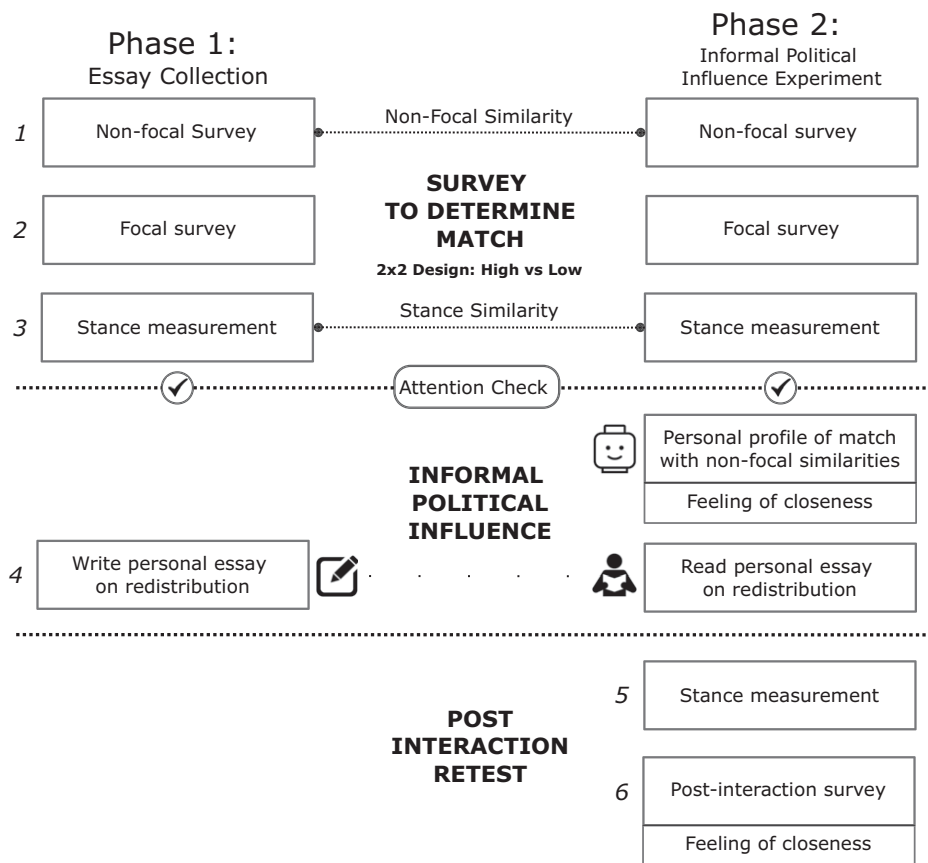 Phase 1:
Essay Collection
Phase 2:
Informal Political
Influence Experiment
1
Non-focal Survey
Non-Focal Similarity
Non-focal survey
SURVEY
TO DETERMINE
MATCH
2x2 Design: High vs Low
2
Focal survey
Focal survey
3
Stance measurement
Stance Similarity
Stance measurement
Attention Check
Personal profile of match
with non-focal similarities
Feeling of closeness
INFORMAL
POLITICAL
INFLUENCE
4
Write personal essay
on redistribution
Read personal essay
on redistribution
5
Stance measurement
POST
INTERACTION
RETEST
6
Post-interaction survey
Feeling of closeness